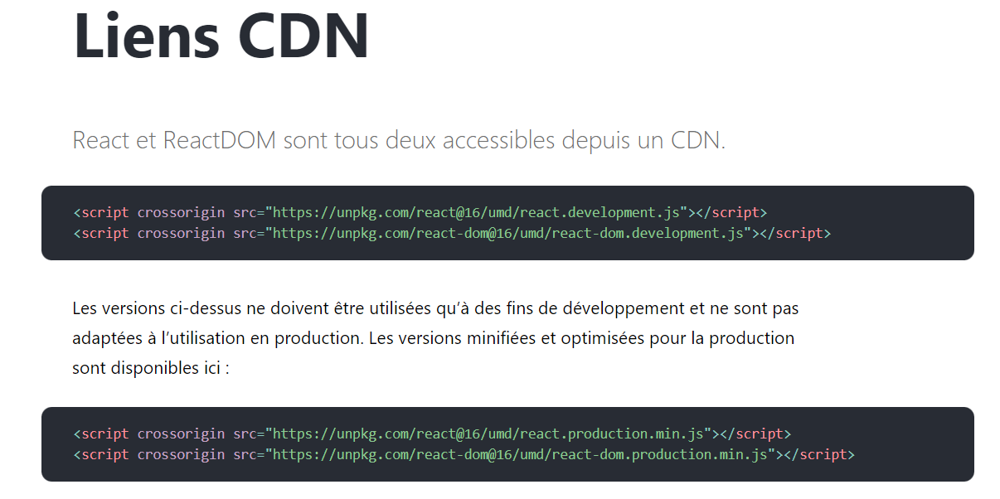 Liens CDN
React et ReactDOM sont tous deux accessibles depuis un CDN.
<script crossorigin src="https://unpkg.com/react@16/umd/react.development.js"></script>
<script crossorigin src="https://unpkg.com/react-dom@16/umd/react-dom.development.js"></script>
Les versions ci-dessus ne doivent être utilisées qu’à des fins de développement et ne sont pas
adaptées à l’utilisation en production. Les versions minifiées et optimisées pour la production
sont disponibles ici :
<script crossorigin src="https://unpkg.com/react@16/umd/react.production.min.js"></script>
<script crossorigin src="https://unpkg.com/react-dom@16/umd/react-dom.production.min.js"></script>